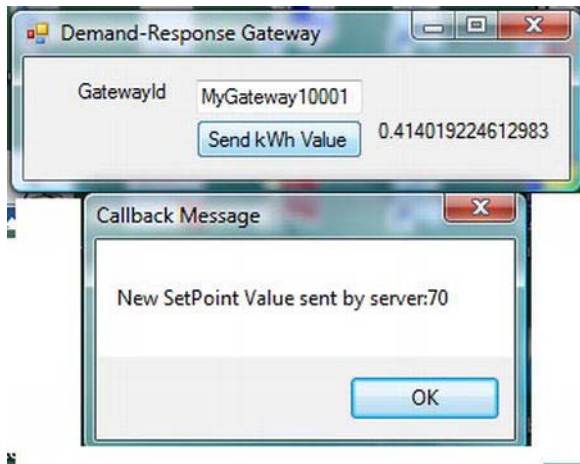 Demand-Response Gateway
GatewayId MyGateway10001
Send kWh Value 0.414019224612983
Callback Message
New SetPoint Value sent by server:70
OK